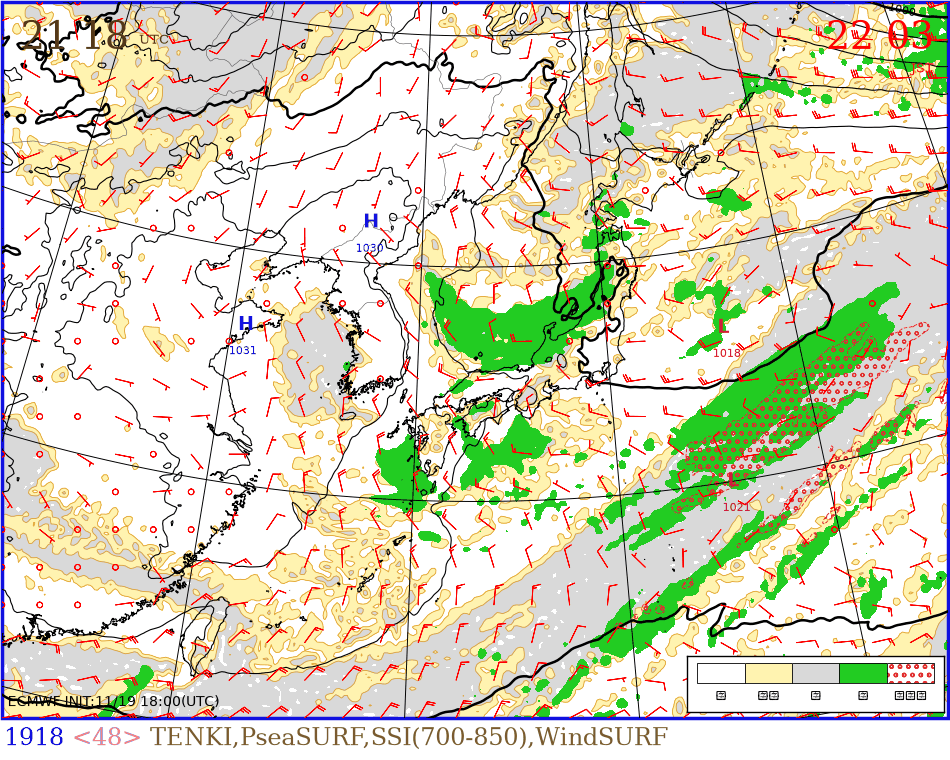 21 18 UTC
22 03
H
1030
H
1031
L
1018
L
1021
ECMWF INIT:11/19 18:00(UTC)
1918 <48> TENKI,PseaSURF,SSI(700-850),WindSURF